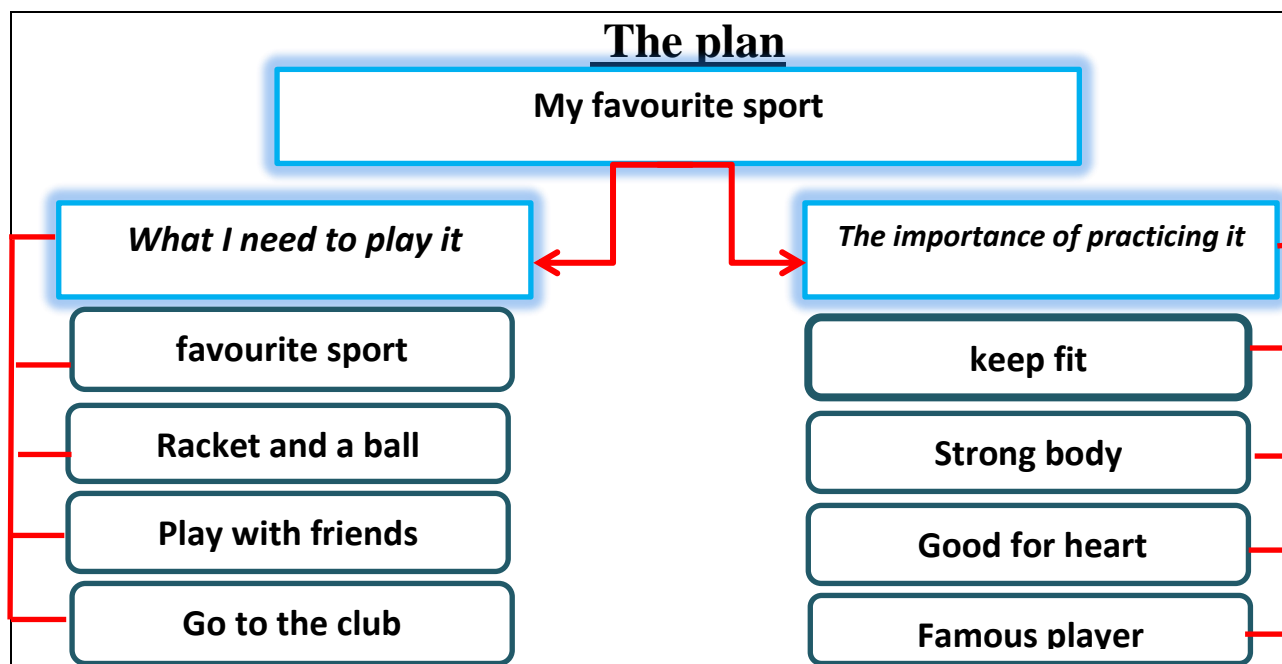 The plan
My favourite sport
What I need to play it
favourite sport
Racket and a ball
Play with friends
Go to the club
The importance of practicing it
keep fit
Strong body
Good for heart
Famous player